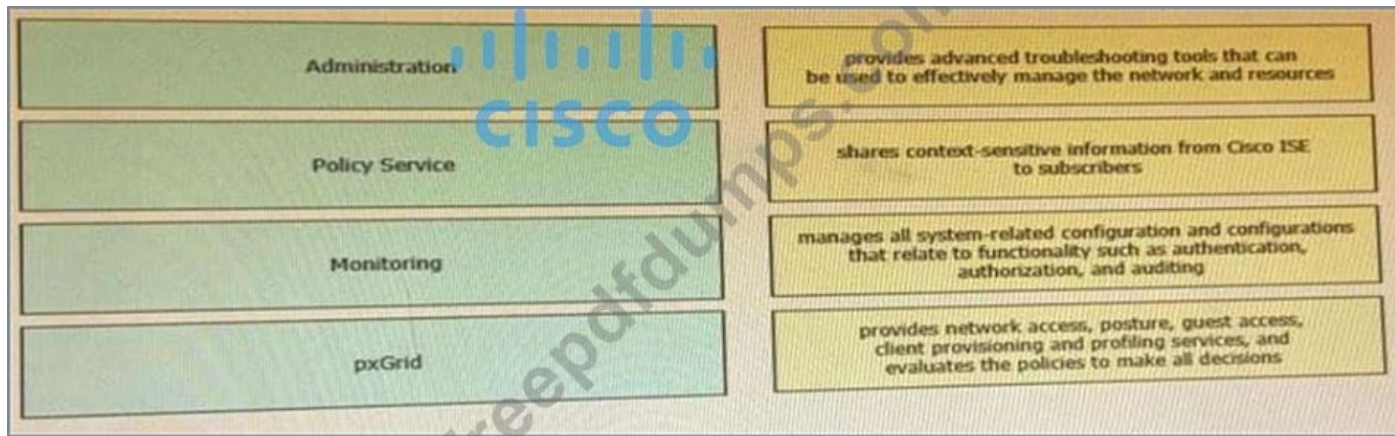 Administration
Policy Service
Monitoring
pxGrid
CISCO
provides advanced troubleshooting tools that can
be used to effectively manage the network and resources
shares context-sensitive information from Cisco ISE
to subscribers
manages all system-related configuration and configurations
that relate to functionality such as authentication,
authorization, and auditing
provides network access, posture, guest access,
client provisioning and profiling services, and
evaluates the policies to make all decisions
freepdfdumps.com